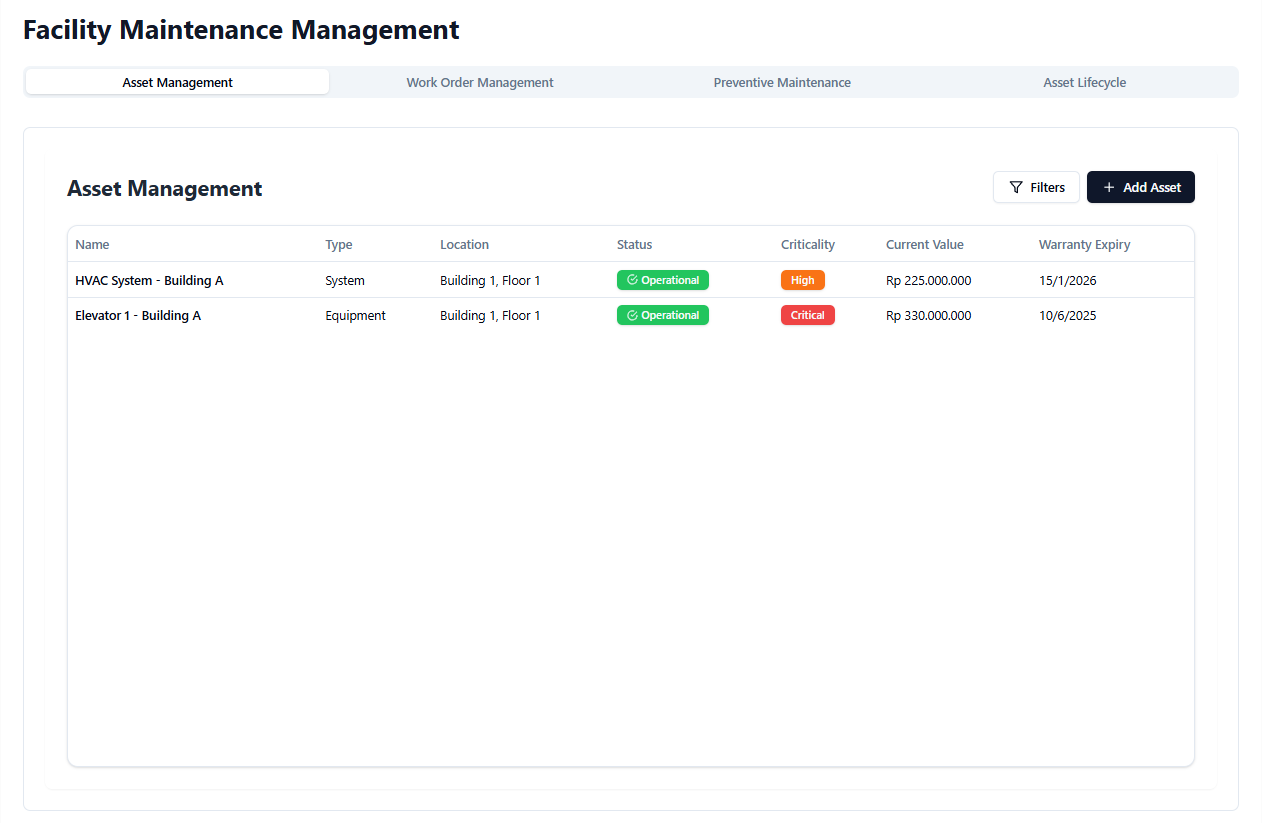 Facility Maintenance Management
Asset Management Work Order Management Preventive Maintenance Asset Lifecycle
Asset Management Filters Add Asset
Name Type Location Status Criticality Current Value Warranty Expiry
HVAC System - Building A System Building 1, Floor 1 Operational High Rp 225.000.000 15/1/2026
Elevator 1 - Building A Equipment Building 1, Floor 1 Operational Critical Rp 330.000.000 10/6/2025